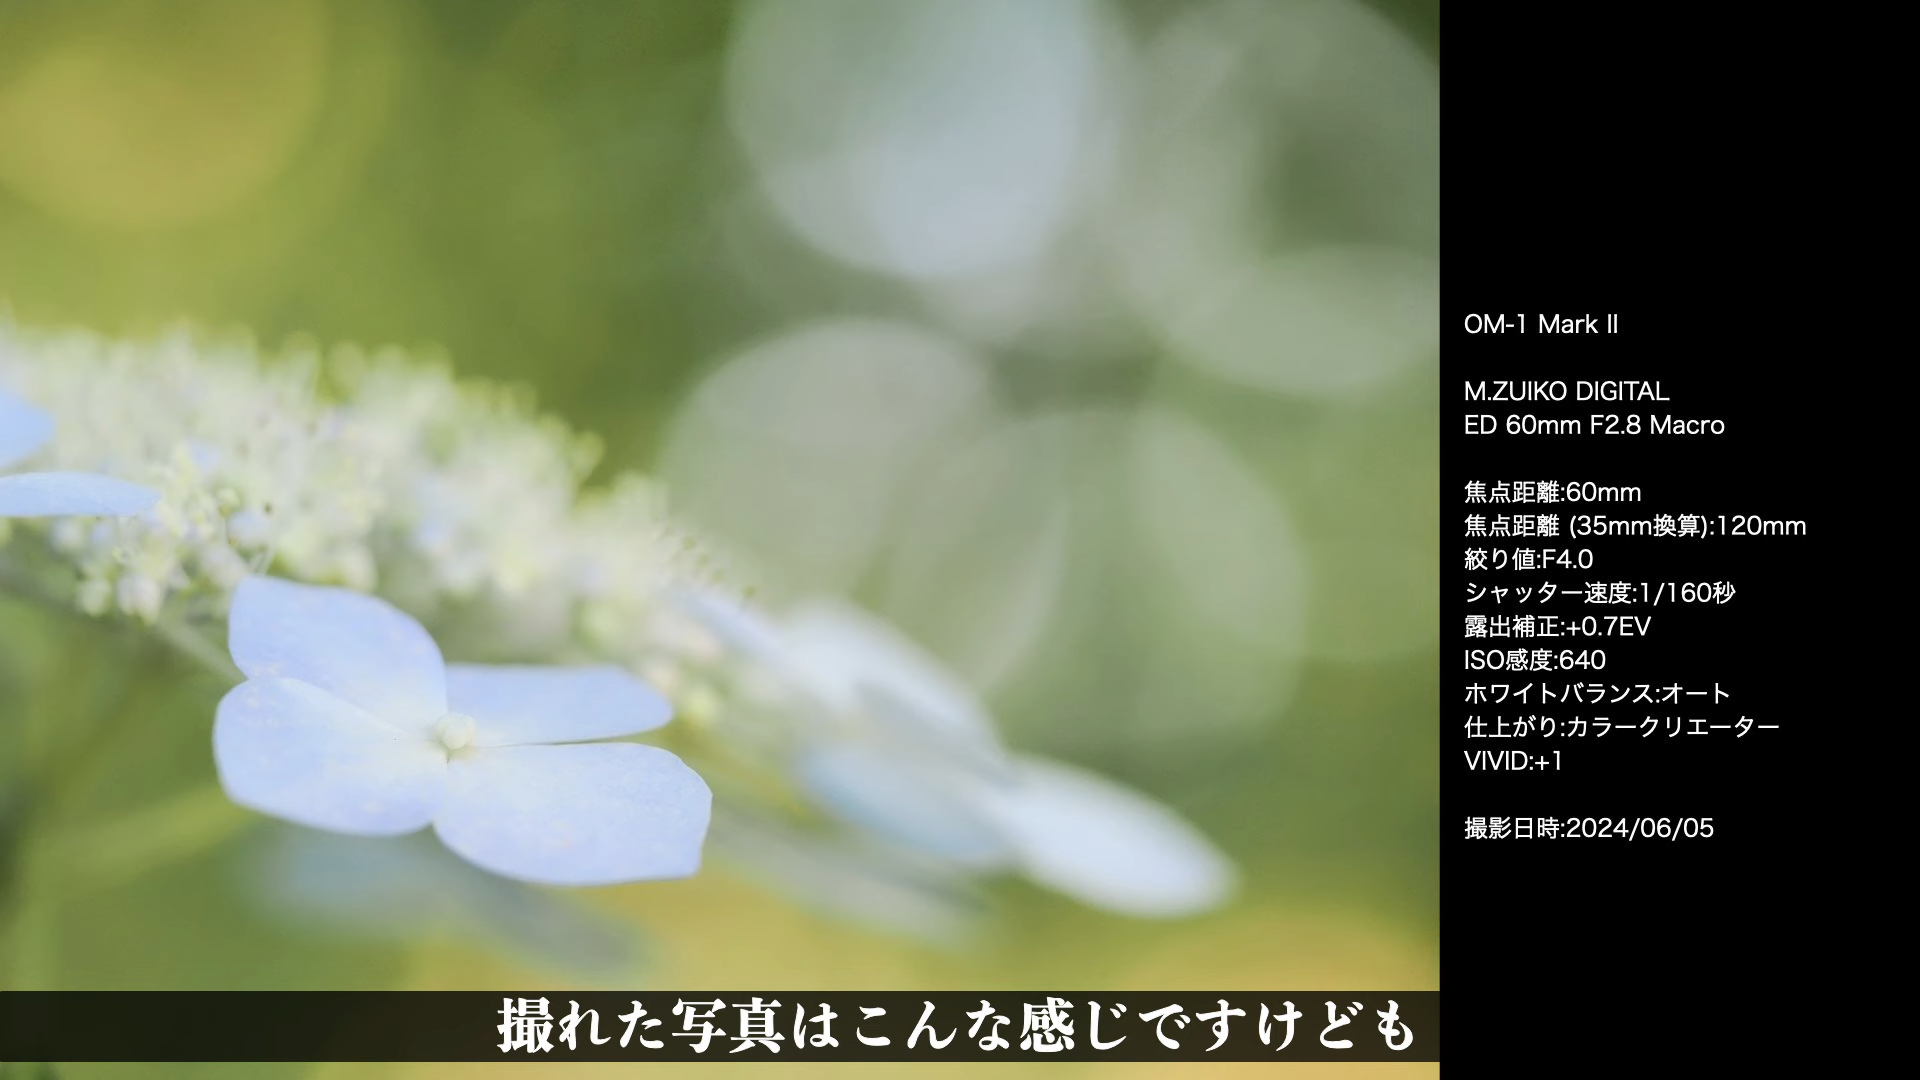 OM-1 Mark II
M.ZUIKO DIGITAL
ED 60mm F2.8 Macro
焦点距離:60mm
焦点距離 (35mm換算):120mm
絞り値:F4.0
シャッター速度:1/160秒
露出補正:+0.7EV
ISO感度:640
ホワイトバランス:オート
仕上がり:カラークリエーター
VIVID:+1
撮影日時:2024/06/05
撮れた写真はこんな感じですけども